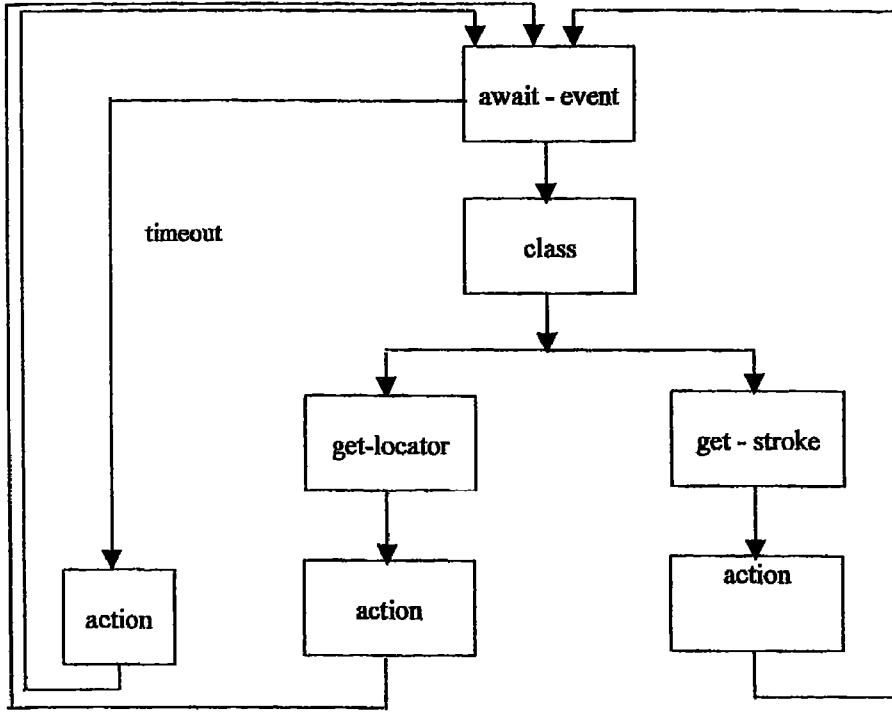 await - event
timeout
class
get-locator
get - stroke
action
action
action